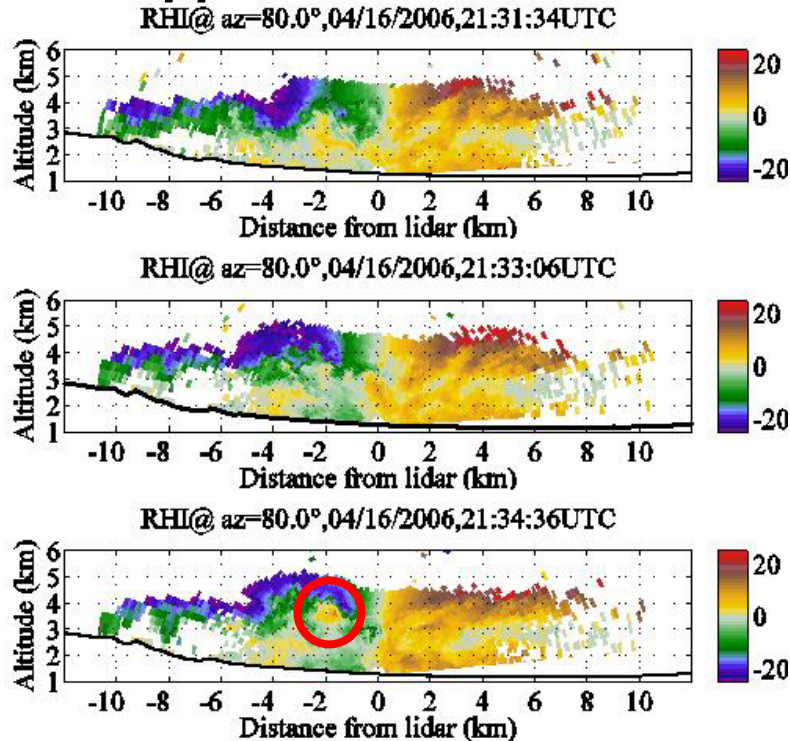 RHI@ az=80.0°,04/16/2006,21:31:34UTC
Altitude (km)
6
5
4
3
2
1
-10 -8 -6 -4 -2 0 2 4 6 8 10
Distance from lidar (km)
20
0
-20
RHI@ az=80.0°,04/16/2006,21:33:06UTC
Altitude (km)
6
5
4
3
2
1
-10 -8 -6 -4 -2 0 2 4 6 8 10
Distance from lidar (km)
20
0
-20
RHI@ az=80.0°,04/16/2006,21:34:36UTC
Altitude (km)
6
5
4
3
2
1
-10 -8 -6 -4 -2 0 2 4 6 8 10
Distance from lidar (km)
20
0
-20